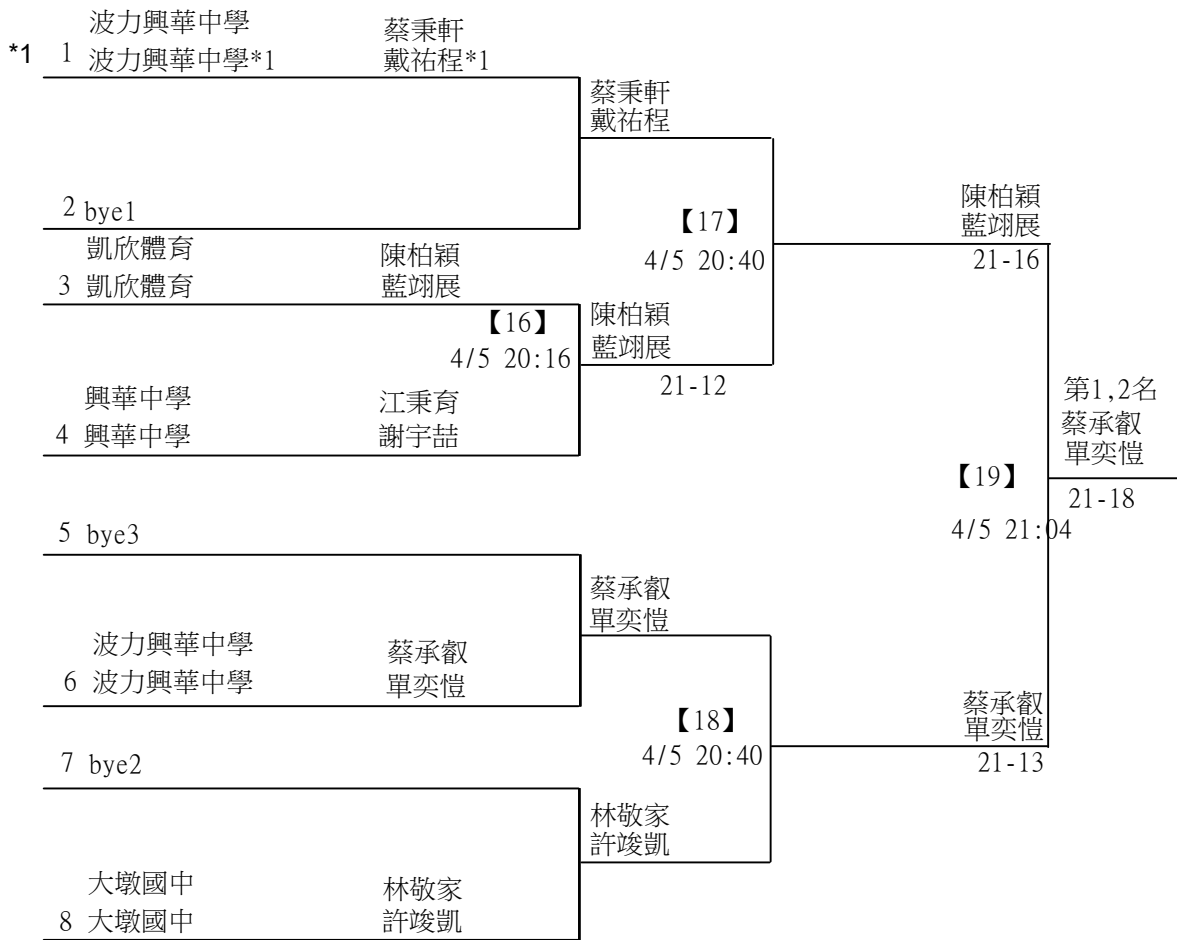 波力興華中學 蔡秉軒
*1 1 波力興華中學*1 戴祐程*1
蔡秉軒
戴祐程
2 bye1
凱欣體育 陳柏穎
3 凱欣體育 藍翊展
【16】
4/5 20:16
陳柏穎
藍翊展
21-12
興華中學 江秉育
4 興華中學 謝宇喆
【17】
4/5 20:40
陳柏穎
藍翊展
21-16
5 bye3
蔡承叡
單奕愷
波力興華中學 蔡承叡
6 波力興華中學 單奕愷
【18】
4/5 20:40
7 bye2
林敬家
許竣凱
大墩國中 林敬家
8 大墩國中 許竣凱
蔡承叡
單奕愷
21-13
【19】
4/5 21:04
第1,2名
蔡承叡
單奕愷
21-18